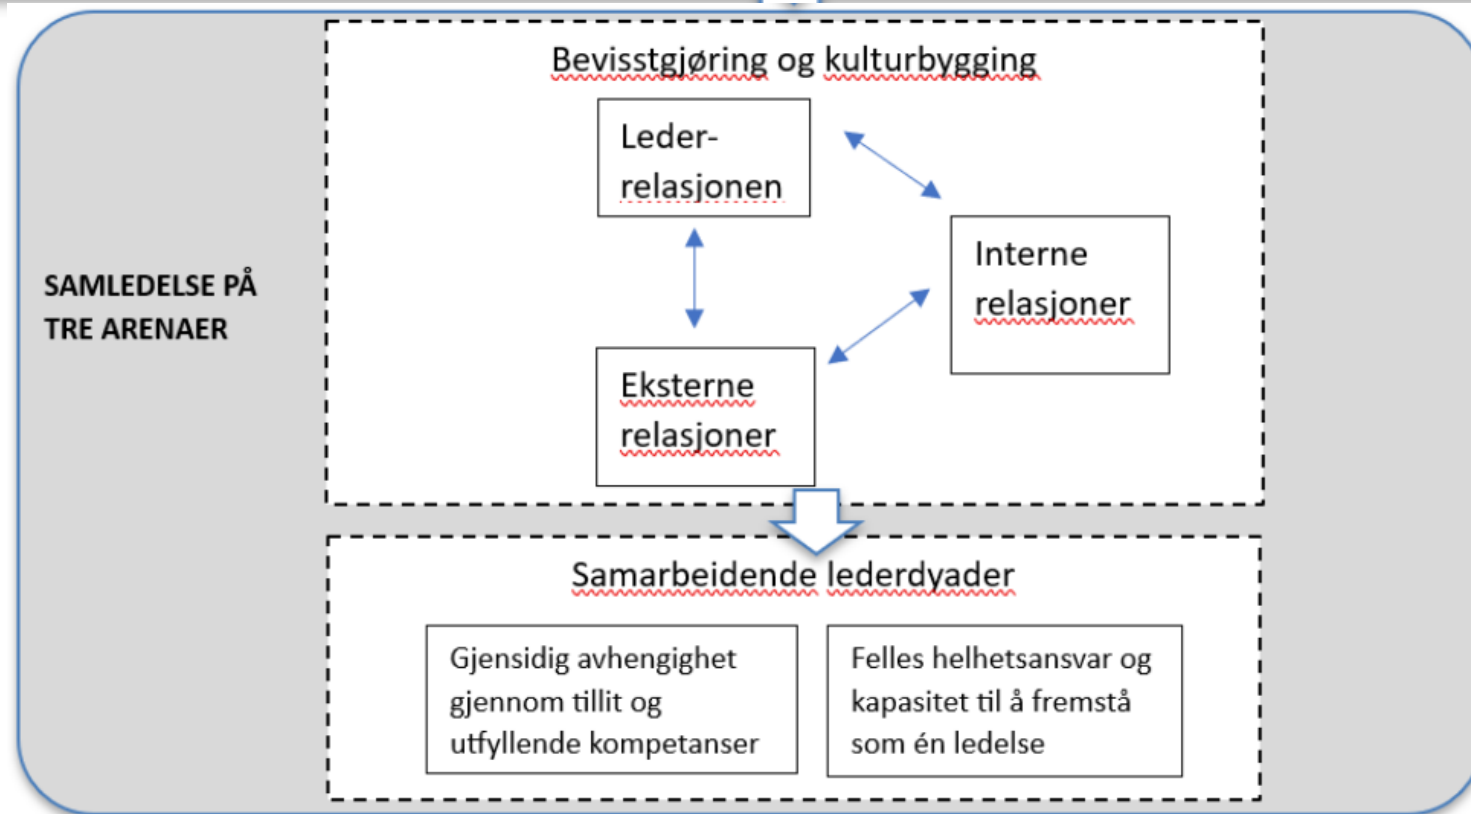 Bevisstgjøring og kulturbygging
Leder-
relasjonen
Interne
relasjoner
SAMLEDELSE PÅ
TRE ARENAER
Eksterne
relasjoner
Samarbeidende lederdyader
Gjensidig avhengighet
gjennom tillit og
utfyllende kompetanser
Felles helhetsansvar og
kapasitet til å fremstå
som én ledelse